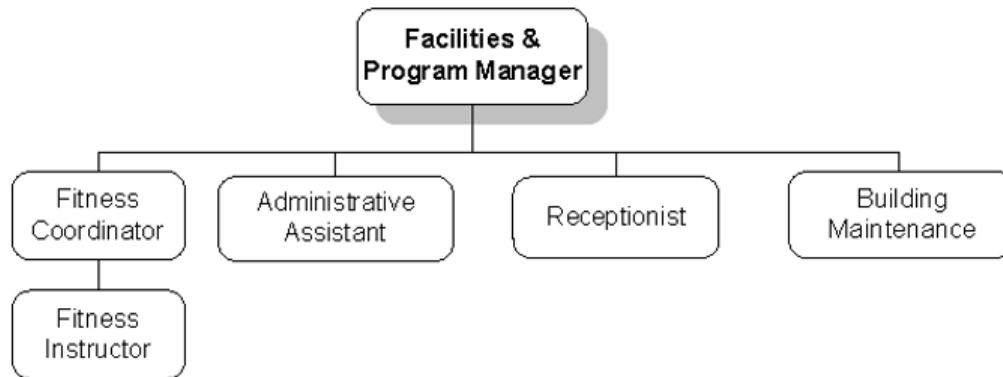 Facilities &
Program Manager
Fitness
Coordinator
Administrative
Assistant
Receptionist
Building
Maintenance
Fitness
Instructor